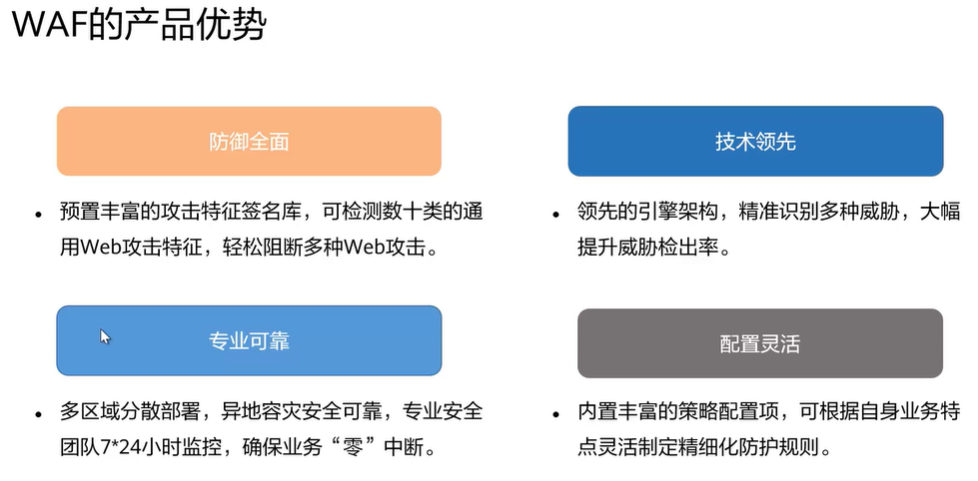 WAF的产品优势
防御全面
• 预置丰富的攻击特征签名库，可检测数十类的通
用Web攻击特征，轻松阻断多种Web攻击。
技术领先
• 领先的引擎架构，精准识别多种威胁，大幅
提升威胁检出率。
专业可靠
• 多区域分散部署，异地容灾安全可靠，专业安全
团队7*24小时监控，确保业务“零”中断。
配置灵活
• 内置丰富的策略配置项，可根据自身业务特
点灵活制定精细化防护规则。